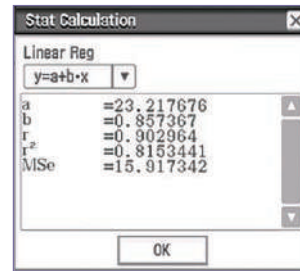 Stat Calculation
Linear Reg
y=a+b•x
a =23.217676
b =0.857367
r =0.902964
r² =0.8153441
MSe =15.917342
OK